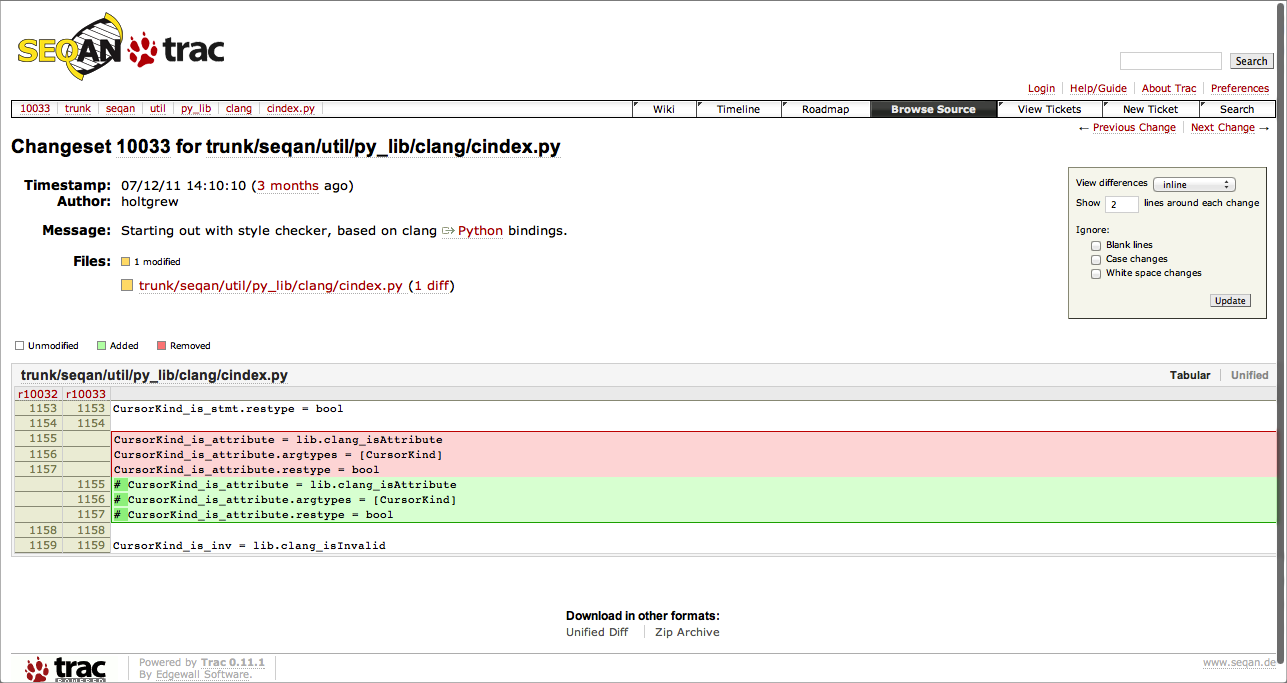 SEQAN trac
Search
Login Help/Guide About Trac Preferences
10033 trunk seqan util py_lib clang cindex.py Wiki Timeline Roadmap Browse Source View Tickets New Ticket Search
← Previous Change Next Change →
Changeset 10033 for trunk/seqan/util/py_lib/clang/cindex.py
View differences inline
Show 2 lines around each change
Ignore:
Blank lines
Case changes
White space changes
Update
Timestamp: 07/12/11 14:10:10 (3 months ago)
Author: holtgrew
Message: Starting out with style checker, based on clang Python bindings.
Files: 1 modified
trunk/seqan/util/py_lib/clang/cindex.py (1 diff)
Unmodified Added Removed
trunk/seqan/util/py_lib/clang/cindex.py Tabular Unified
r10032 r10033
1153 1153 CursorKind_is_stmt.restype = bool
1154 1154
1155 CursorKind_is_attribute = lib.clang_isAttribute
1156 CursorKind_is_attribute.argtypes = [CursorKind]
1157 CursorKind_is_attribute.restype = bool
1155 # CursorKind_is_attribute = lib.clang_isAttribute
1156 # CursorKind_is_attribute.argtypes = [CursorKind]
1157 # CursorKind_is_attribute.restype = bool
1158 1158
1159 1159 CursorKind_is_inv = lib.clang_isInvalid
Download in other formats:
Unified Diff Zip Archive
trac POWERED
Powered by Trac 0.11.1
By Edgewall Software.
www.seqan.de